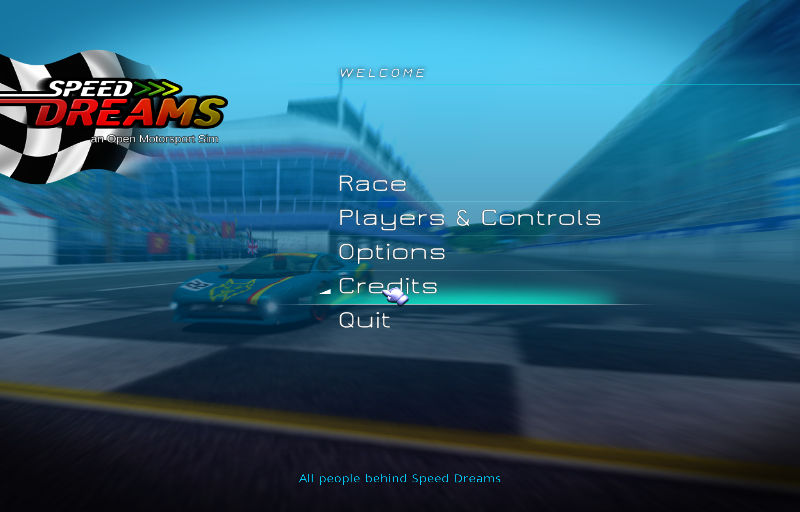 WELCOME
SPEED
DREAMS
an Open Motorsport Sim
Race
Players & Controls
Options
Credits
Quit
All people behind Speed Dreams